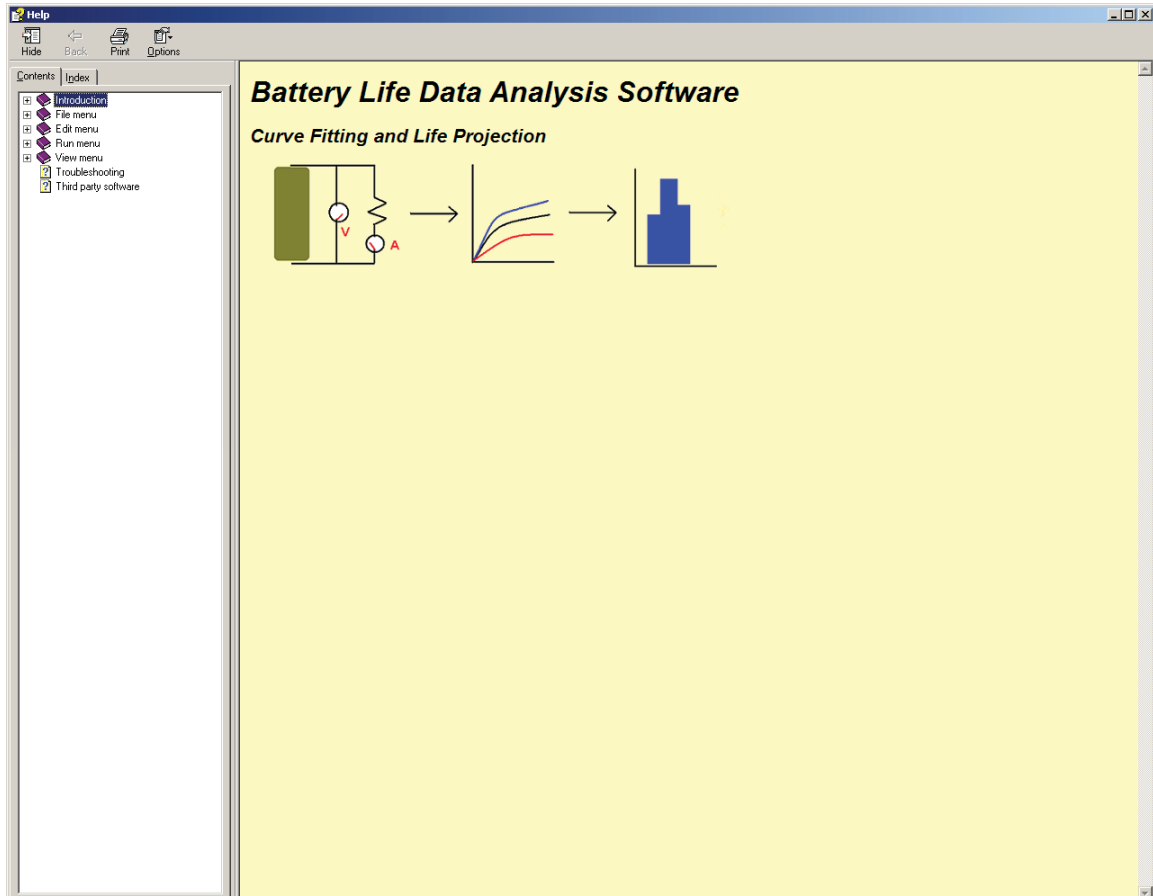 Help
Hide Back Print Options
Contents Index
Introduction
File menu
Edit menu
Run menu
View menu
Troubleshooting
Third party software
Battery Life Data Analysis Software
Curve Fitting and Life Projection
V
A